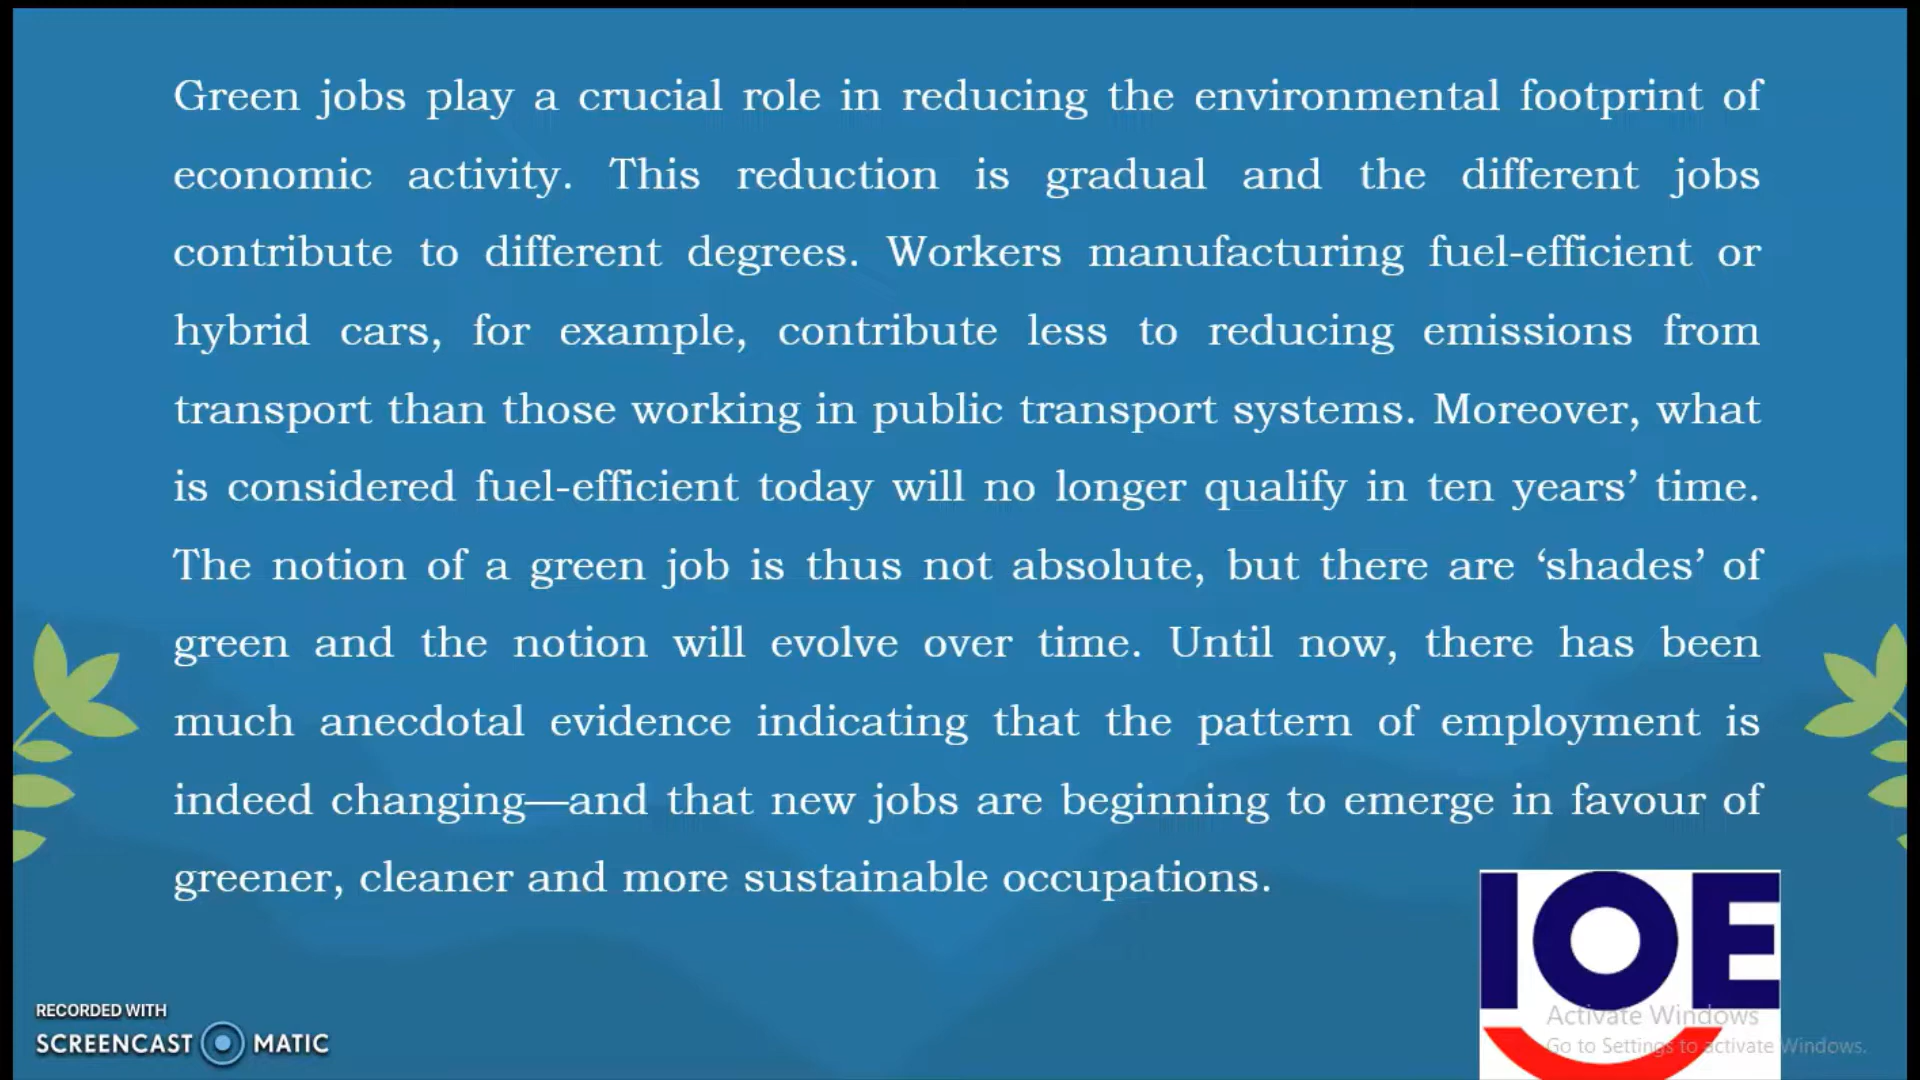 Green jobs play a crucial role in reducing the environmental footprint of
economic activity. This reduction is gradual and the different jobs
contribute to different degrees. Workers manufacturing fuel-efficient or
hybrid cars, for example, contribute less to reducing emissions from
transport than those working in public transport systems. Moreover, what
is considered fuel-efficient today will no longer qualify in ten years’ time.
The notion of a green job is thus not absolute, but there are ‘shades’ of
green and the notion will evolve over time. Until now, there has been
much anecdotal evidence indicating that the pattern of employment is
indeed changing—and that new jobs are beginning to emerge in favour of
greener, cleaner and more sustainable occupations.
IOE
Activate Windows
Go to Settings to activate Windows.
RECORDED WITH
SCREENCAST MATIC